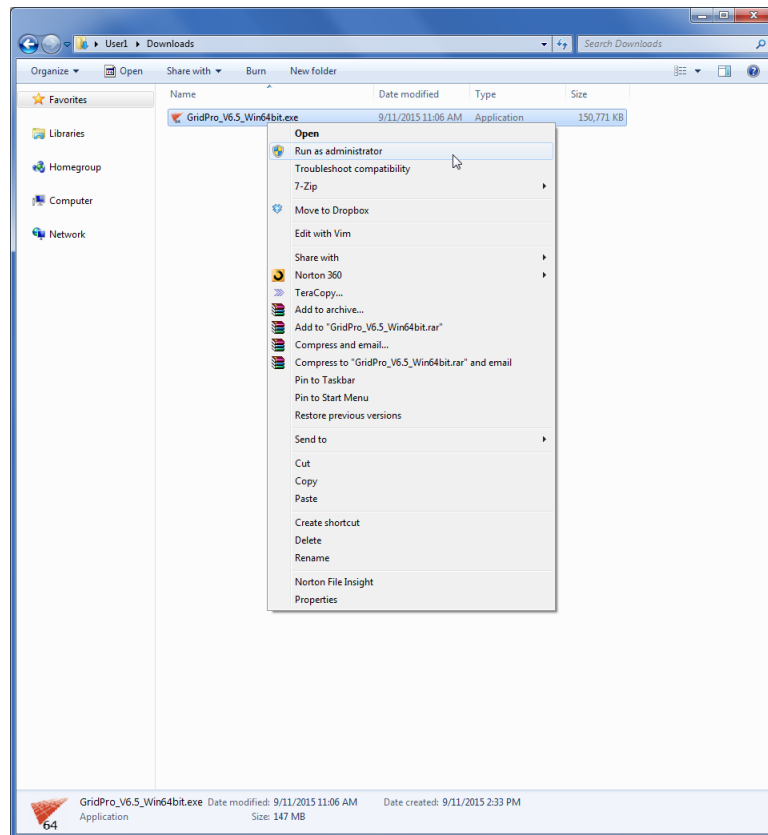 User1 ▸ Downloads
Search Downloads
Organize ▾ Open Share with ▾ Burn New folder
Name Date modified Type Size
Favorites
GridPro_V6.5_Win64bit.exe 9/11/2015 11:06 AM Application 150,771 KB
Libraries
Homegroup
Computer
Network
Open
Run as administrator
Troubleshoot compatibility
7-Zip
Move to Dropbox
Edit with Vim
Share with
Norton 360
TeraCopy...
Add to archive...
Add to "GridPro_V6.5_Win64bit.rar"
Compress and email...
Compress to "GridPro_V6.5_Win64bit.rar" and email
Pin to Taskbar
Pin to Start Menu
Restore previous versions
Send to
Cut
Copy
Paste
Create shortcut
Delete
Rename
Norton File Insight
Properties
GridPro_V6.5_Win64bit.exe Date modified: 9/11/2015 11:06 AM Date created: 9/11/2015 2:33 PM
Application Size: 147 MB
64